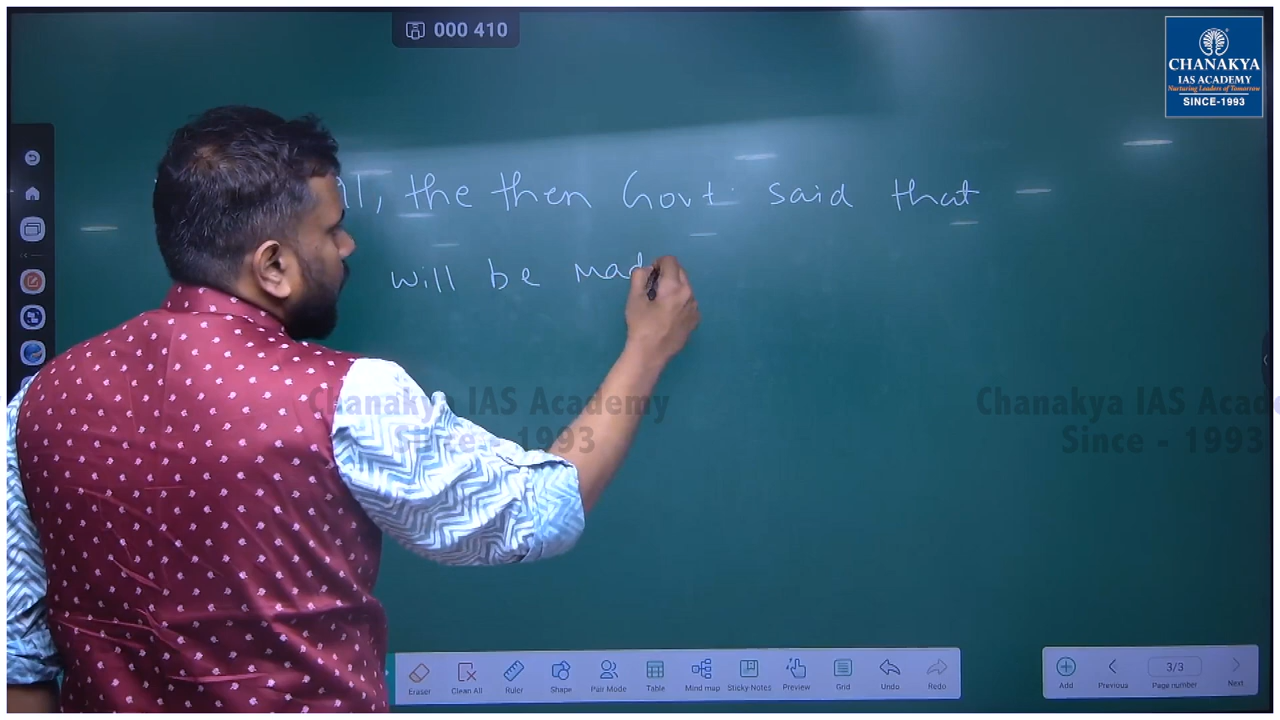 000 410
CHANAKYA
IAS ACADEMY
Nurturing Leaders of Tomorrow
SINCE-1993
the then Govt. said that
will be mad
Chanakya IAS Academy
Since - 1993
Chanakya IAS Acade
Since - 1993
Eraser
Clean All
Ruler
Shape
Pair Mode
Table
Mind map
Sticky Notes
Preview
Grid
Undo
Redo
Add
Previous
3/3
Page number
Next